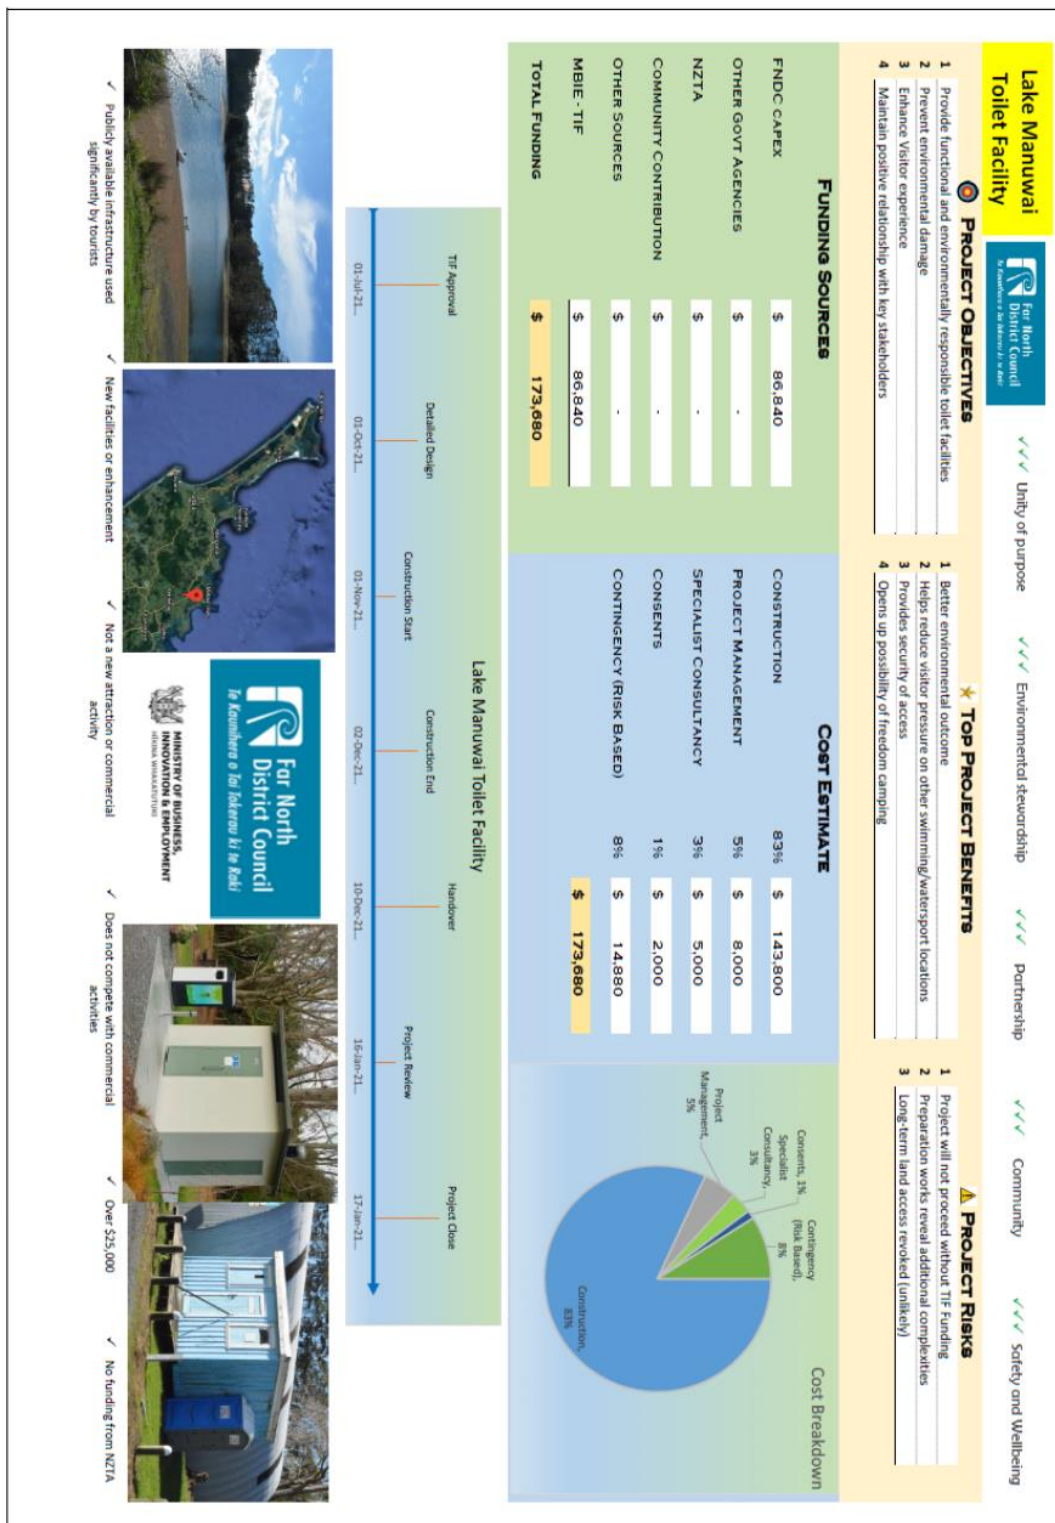 Lake Manuwai
Toilet Facility
Far North
District Council
Te Kaunihera o Tai Tokerau ki te Raki
✓✓✓ Unity of purpose
✓✓✓ Environmental stewardship
✓✓✓ Partnership
✓✓✓ Community
✓✓✓ Safety and Wellbeing
PROJECT OBJECTIVES
1 Provide functional and environmentally responsible toilet facilities
2 Prevent environmental damage
3 Enhance Visitor experience
4 Maintain positive relationship with key stakeholders
TOP PROJECT BENEFITS
1 Better environmental outcome
2 Helps reduce visitor pressure on other swimming/watersport locations
3 Provides security of access
4 Opens up possibility of freedom camping
PROJECT RISKS
1 Project will not proceed without TIF Funding
2 Preparation works reveal additional complexities
3 Long-term land access revoked (unlikely)
FUNDING SOURCES
FNDC CAPEX $ 86,840
OTHER GOVT AGENCIES $ -
NZTA $ -
COMMUNITY CONTRIBUTION $ -
OTHER SOURCES $ -
MBIE - TIF $ 86,840
TOTAL FUNDING $ 173,680
COST ESTIMATE
CONSTRUCTION 83% $ 143,800
PROJECT MANAGEMENT 5% $ 8,000
SPECIALIST CONSULTANCY 3% $ 5,000
CONSENTS 1% $ 2,000
CONTINGENCY (RISK BASED) 8% $ 14,880
$ 173,680
Cost Breakdown
Contingency
(Risk Based),
8%
Consents, 1%
Specialist
Consultancy,
3%
Project
Management,
5%
Construction,
83%
Lake Manuwai Toilet Facility
TIF Approval
Detailed Design
Construction Start
Construction End
Handover
Project Review
Project Close
01-Jul-21...
01-Oct-21...
01-Nov-21...
02-Dec-21...
10-Dec-21...
16-Jan-21...
17-Jan-21...
Far North
District Council
Te Kaunihera o Tai Tokerau ki te Raki
MINISTRY OF BUSINESS,
INNOVATION & EMPLOYMENT
HĪKINA WHAKATUTUKI
✓ Publicly available infrastructure used
significantly by tourists
✓ New facilities or enhancement
✓ Not a new attraction or commercial
activity
✓ Does not compete with commercial
activities
✓ Over $25,000
✓ No funding from NZTA